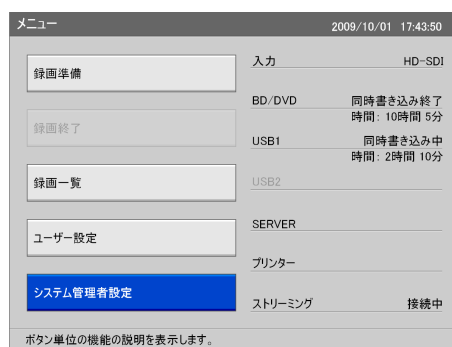 メニュー 2009/10/01 17:43:50
録画準備
録画終了
録画一覧
ユーザー設定
システム管理者設定
入力 HD-SDI
BD/DVD 同時書き込み終了
時間: 10時間 5分
USB1 同時書き込み中
時間: 2時間 10分
USB2
SERVER
プリンター
ストリーミング 接続中
ボタン単位の機能の説明を表示します。